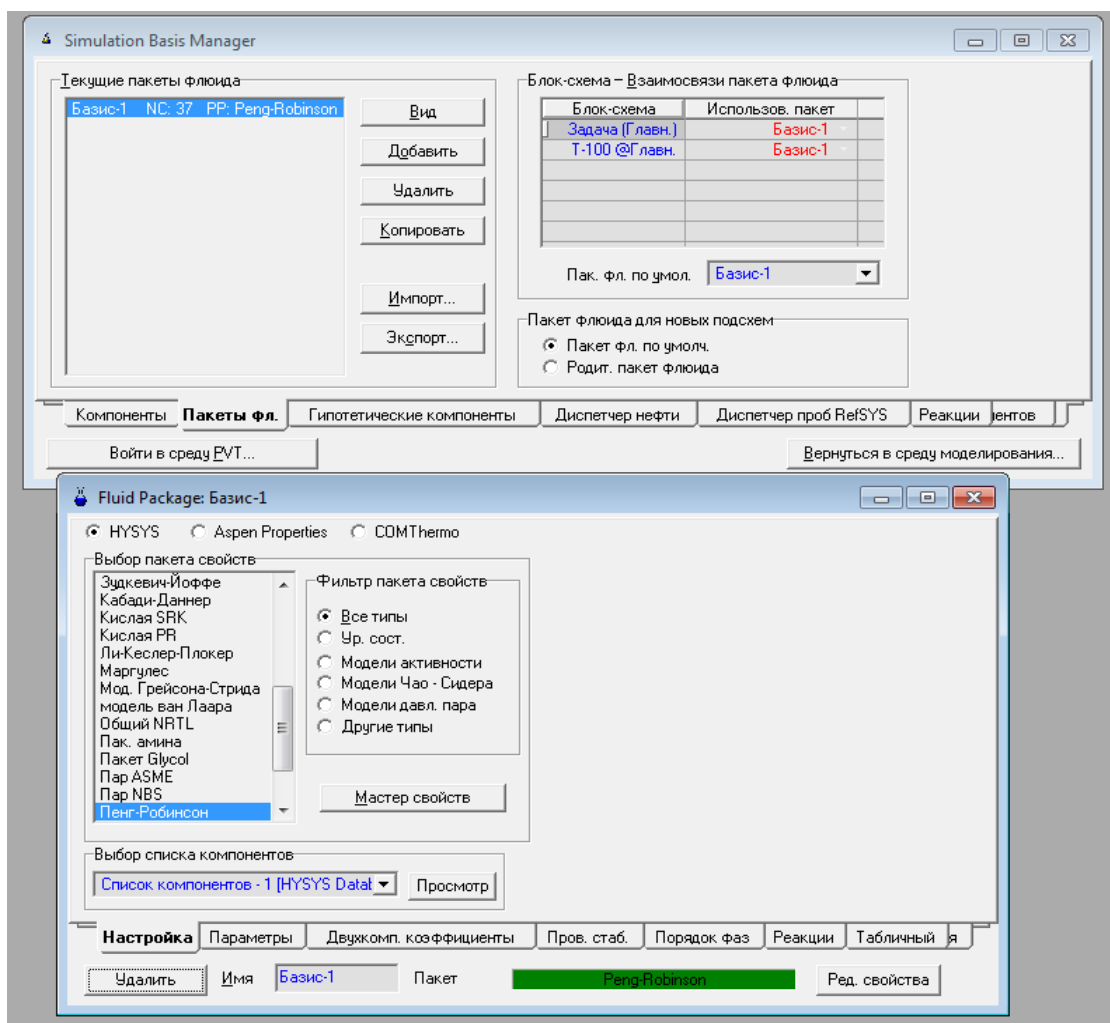 Simulation Basis Manager
Текущие пакеты флюида
Базис-1 NC: 37 PP: Peng-Robinson
Вид
Добавить
Удалить
Копировать
Импорт...
Экспорт...
Блок-схема – Взаимосвязи пакета флюида
Блок-схема Использов. пакет
Задача (Главн.) Базис-1
Т-100 @Главн. Базис-1
Пак. фл. по умол. Базис-1
Пакет флюида для новых подсхем
Пакет фл. по умолч.
Родит. пакет флюида
Компоненты Пакеты фл. Гипотетические компоненты Диспетчер нефти Диспетчер проб RefSYS Реакции ентов
Войти в среду PVT... Вернуться в среду моделирования...
Fluid Package: Базис-1
HYSYS Aspen Properties COMThermo
Выбор пакета свойств
Зудкевич-Йоффе
Кабади-Даннер
Кислая SRK
Кислая PR
Ли-Кеслер-Плокер
Маргулес
Мод. Грейсона-Стрида
модель ван Лаара
Общий NRTL
Пак. амина
Пакет Glycol
Пар ASME
Пар NBS
Пенг-Робинсон
Фильтр пакета свойств
Все типы
Ур. сост.
Модели активности
Модели Чао - Сидера
Модели давл. пара
Другие типы
Мастер свойств
Выбор списка компонентов
Список компонентов - 1 [HYSYS Datab Просмотр
Настройка Параметры Двухкомп. коэффициенты Пров. стаб. Порядок фаз Реакции Табличный я
Удалить Имя Базис-1 Пакет Peng-Robinson Ред. свойства